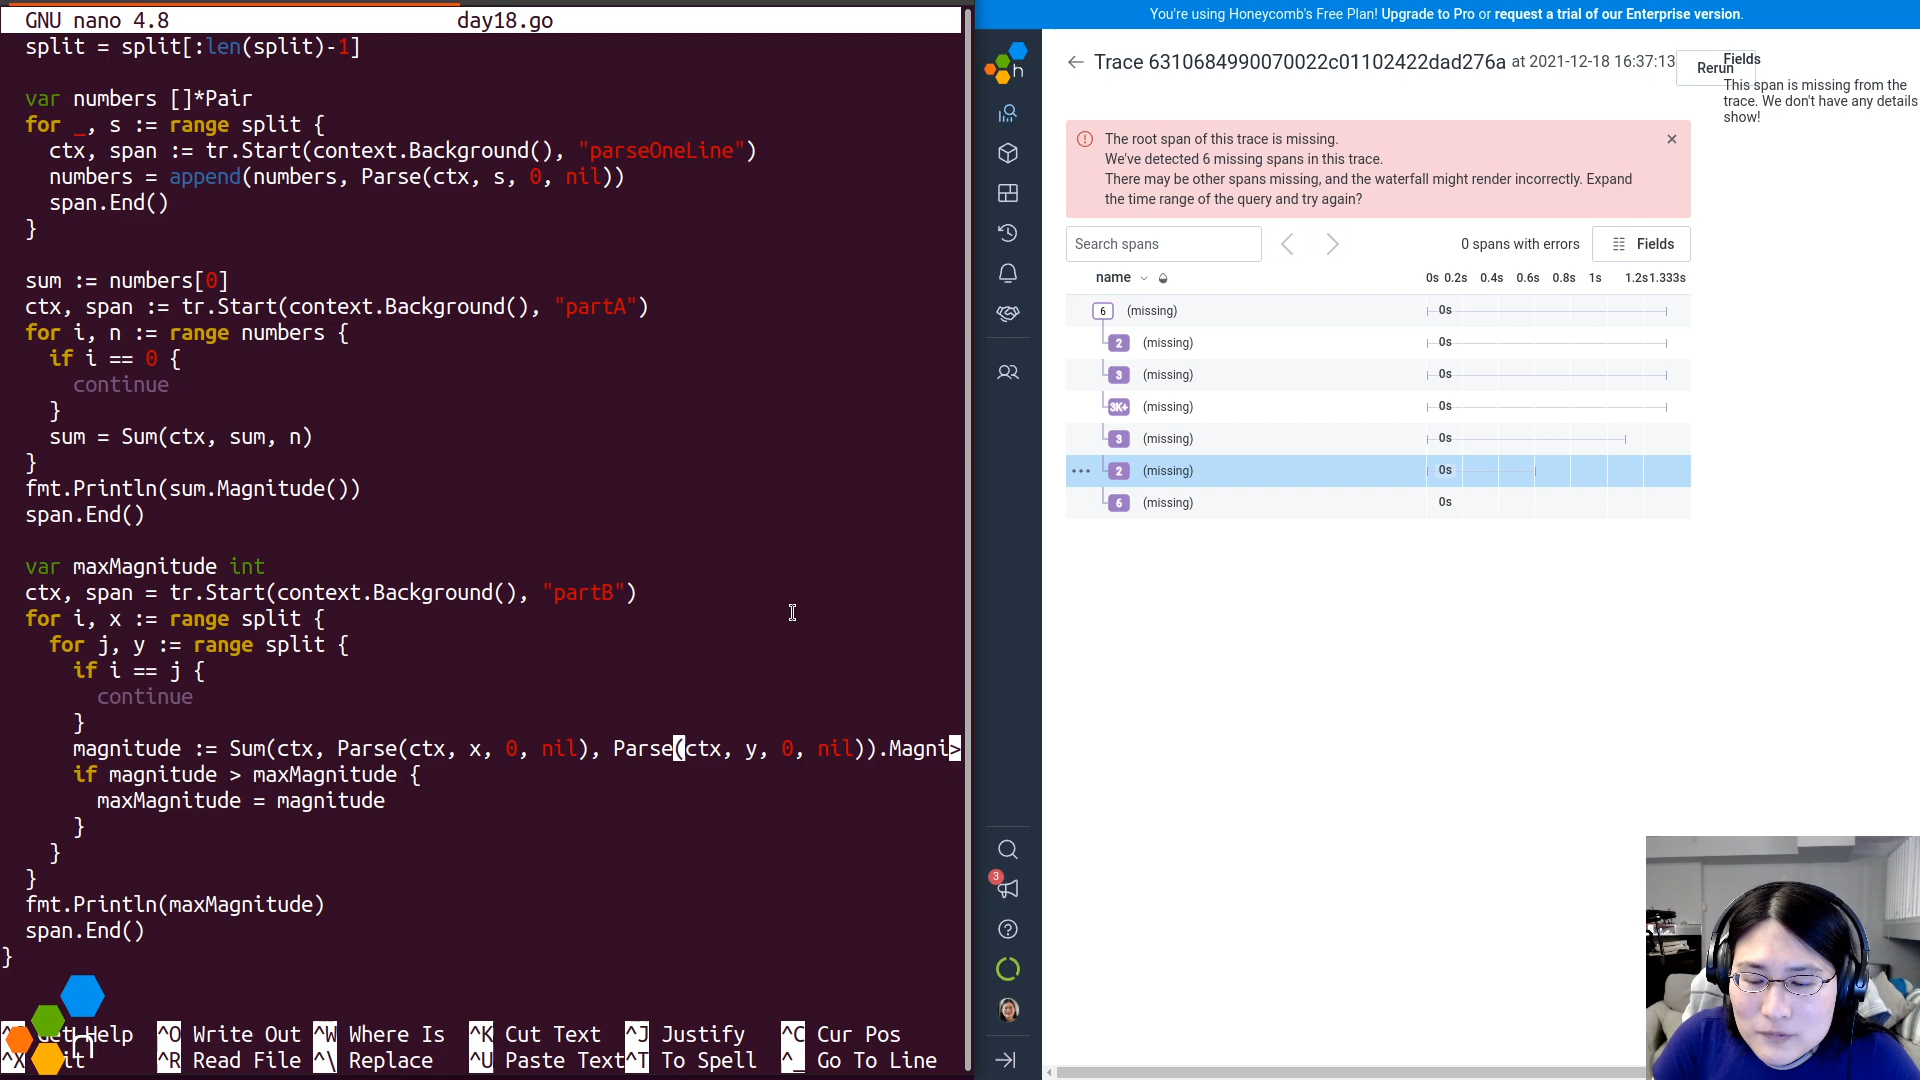 GNU nano 4.8 day18.go
split = split[:len(split)-1]
var numbers []*Pair
for _, s := range split {
ctx, span := tr.Start(context.Background(), "parseOneLine")
numbers = append(numbers, Parse(ctx, s, 0, nil))
span.End()
}
sum := numbers[0]
ctx, span := tr.Start(context.Background(), "partA")
for i, n := range numbers {
if i == 0 {
continue
}
sum = Sum(ctx, sum, n)
}
fmt.Println(sum.Magnitude())
span.End()
var maxMagnitude int
ctx, span = tr.Start(context.Background(), "partB")
for i, x := range split {
for j, y := range split {
if i == j {
continue
}
magnitude := Sum(ctx, Parse(ctx, x, 0, nil), Parse(ctx, y, 0, nil)).Magni>
if magnitude > maxMagnitude {
maxMagnitude = magnitude
}
}
}
fmt.Println(maxMagnitude)
span.End()
}
Get Help ^O Write Out ^W Where Is ^K Cut Text ^J Justify ^C Cur Pos
^X it ^R Read File ^\ Replace ^U Paste Text ^T To Spell ^_ Go To Line
h
You're using Honeycomb's Free Plan! Upgrade to Pro or request a trial of our Enterprise version.
h
3
Trace 6310684990070022c01102422dad276a at 2021-12-18 16:37:13
Rerun
Fields
This span is missing from the
trace. We don't have any details
show!
The root span of this trace is missing.
We've detected 6 missing spans in this trace.
There may be other spans missing, and the waterfall might render incorrectly. Expand
the time range of the query and try again?
Search spans 0 spans with errors Fields
name 0s 0.2s 0.4s 0.6s 0.8s 1s 1.2s 1.333s
6 (missing) 0s
2 (missing) 0s
3 (missing) 0s
3K+ (missing) 0s
3 (missing) 0s
2 (missing) 0s
6 (missing) 0s